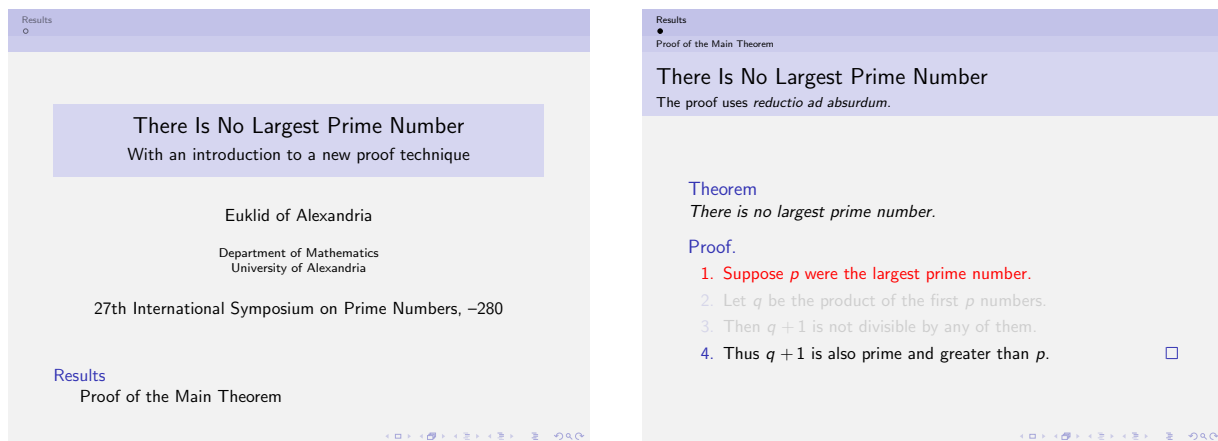 Results
There Is No Largest Prime Number
With an introduction to a new proof technique
Euklid of Alexandria
Department of Mathematics
University of Alexandria
27th International Symposium on Prime Numbers, –280
Results
Proof of the Main Theorem
Results
Proof of the Main Theorem
There Is No Largest Prime Number
The proof uses reductio ad absurdum.
Theorem
There is no largest prime number.
Proof.
1. Suppose p were the largest prime number.
2. Let q be the product of the first p numbers.
3. Then q + 1 is not divisible by any of them.
4. Thus q + 1 is also prime and greater than p.